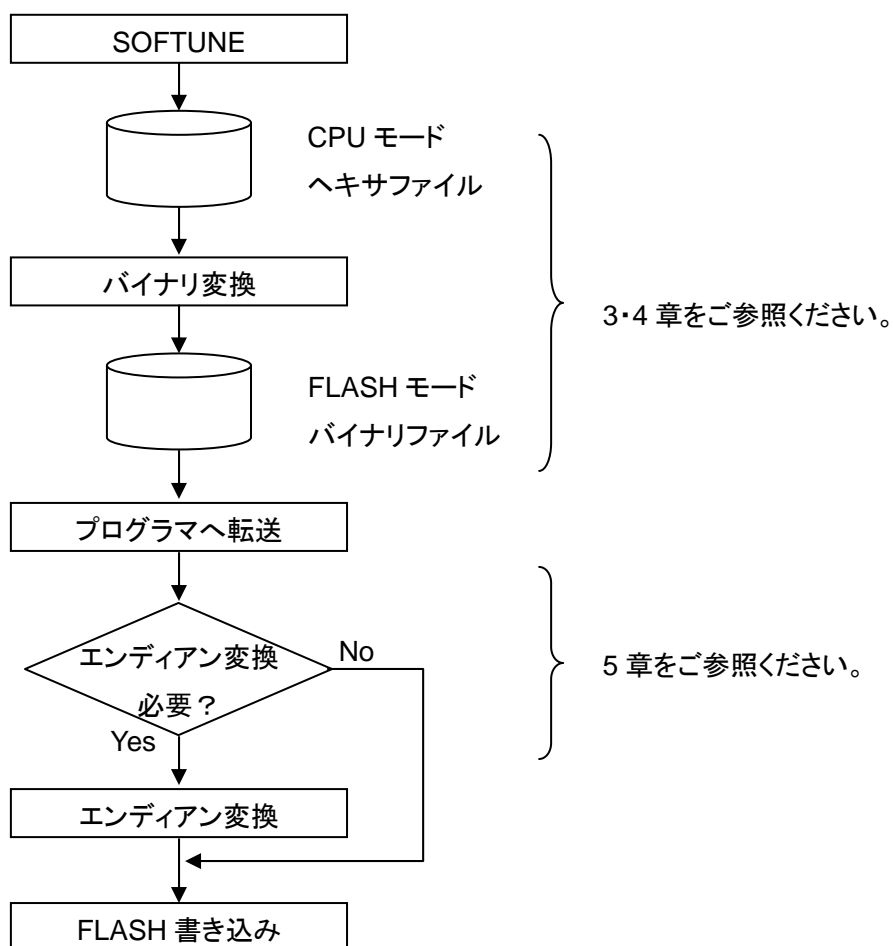 SOFTUNE
CPU モード
ヘキサファイル
バイナリ変換
3・4 章をご参照ください。
FLASH モード
バイナリファイル
プログラマへ転送
エンディアン変換
必要？
No
Yes
5 章をご参照ください。
エンディアン変換
FLASH 書き込み